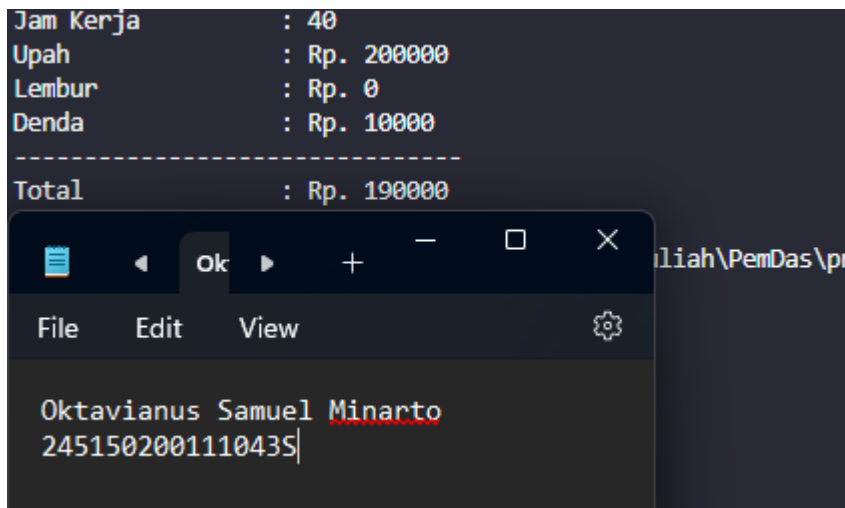 Jam Kerja : 40
Upah : Rp. 200000
Lembur : Rp. 0
Denda : Rp. 10000
--------------------------------
Total : Rp. 190000
Ok
uliah\PemDas\pr
File Edit View
Oktavianus Samuel Minarto
245150200111043S